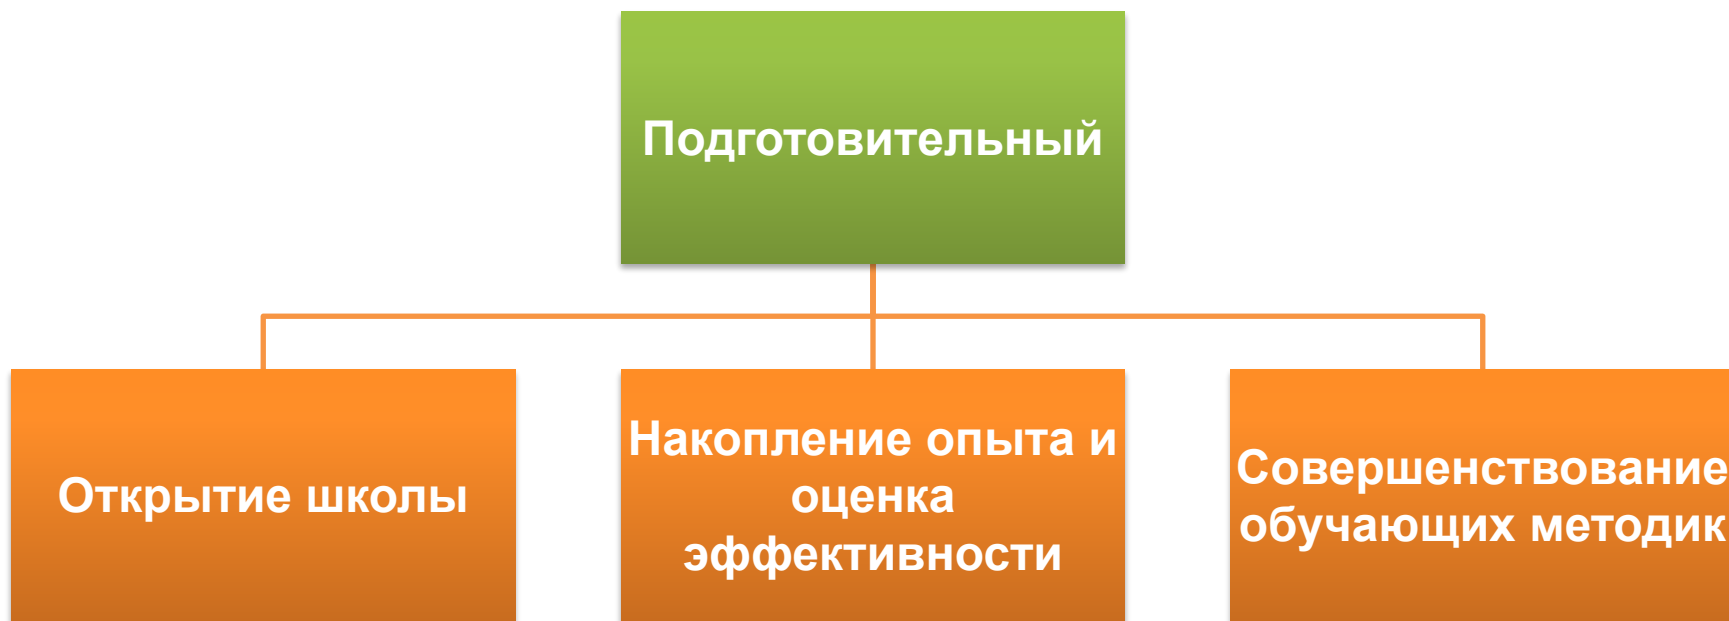 Подготовительный
Открытие школы
Накопление опыта и
оценка
эффективности
Совершенствование
обучающих методик